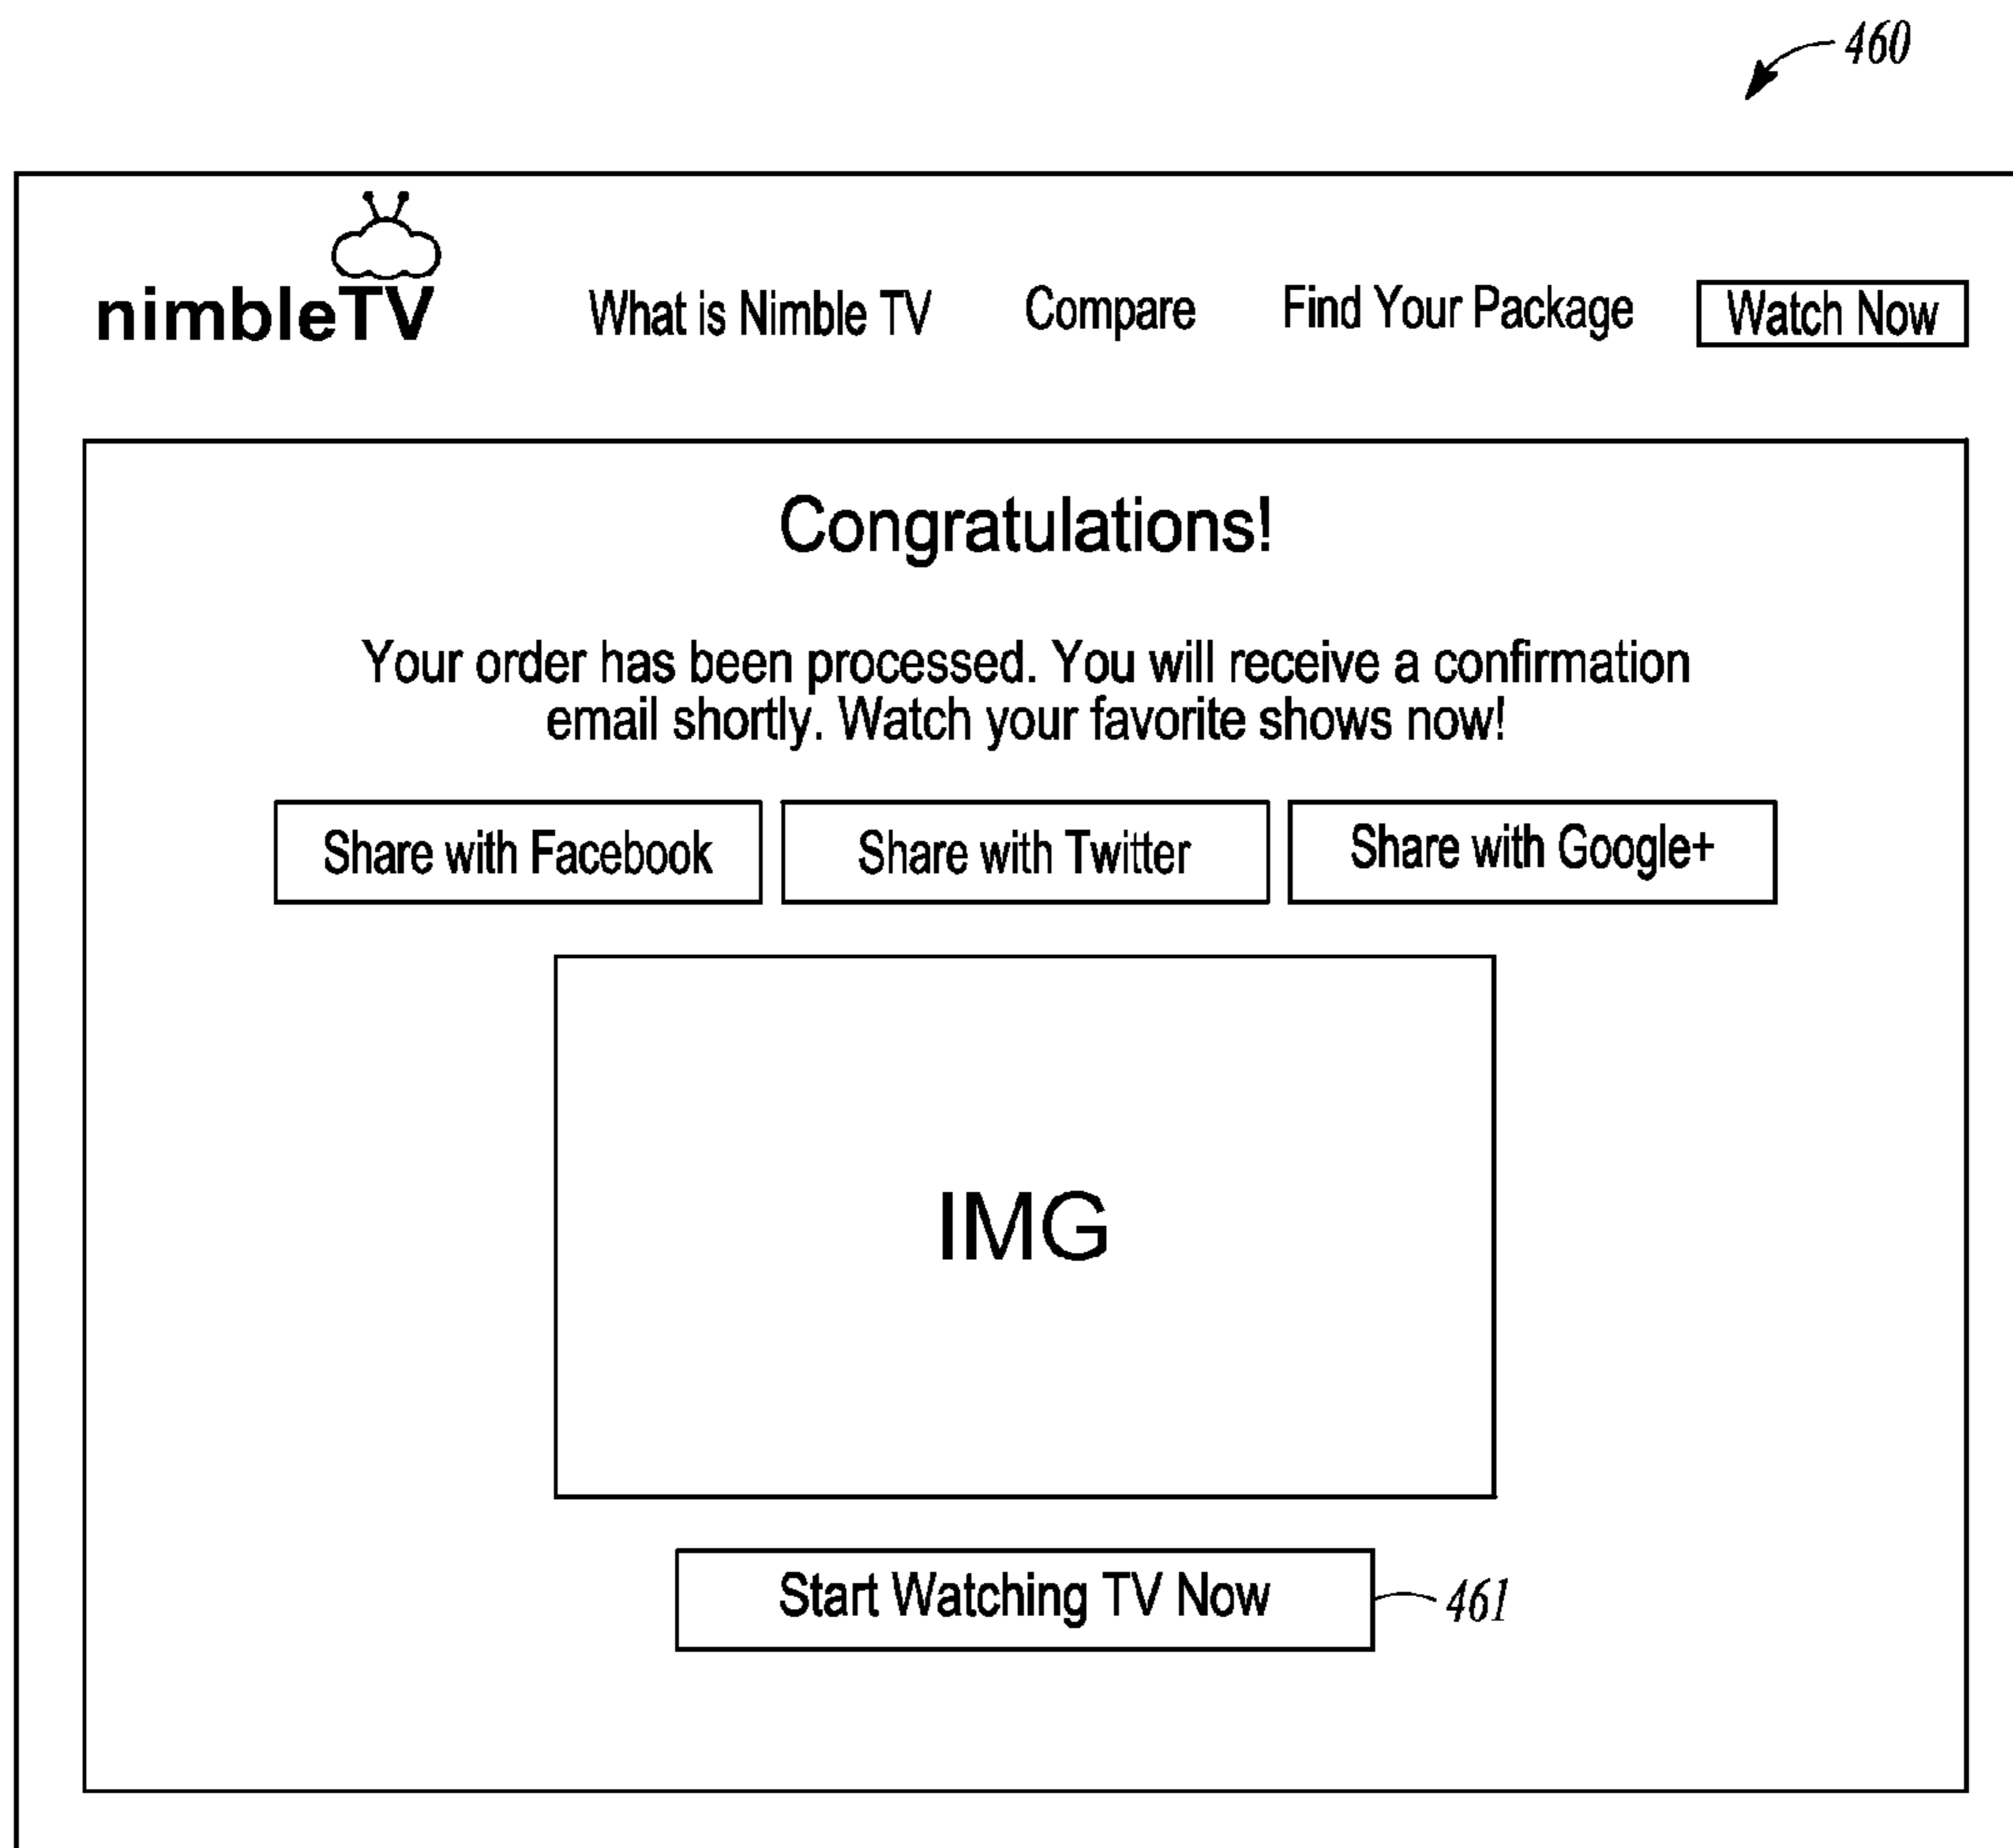 460
nimbleTV
What is Nimble TV Compare Find Your Package Watch Now
Congratulations!
Your order has been processed. You will receive a confirmation
email shortly. Watch your favorite shows now!
Share with Facebook Share with Twitter Share with Google+
IMG
Start Watching TV Now 461